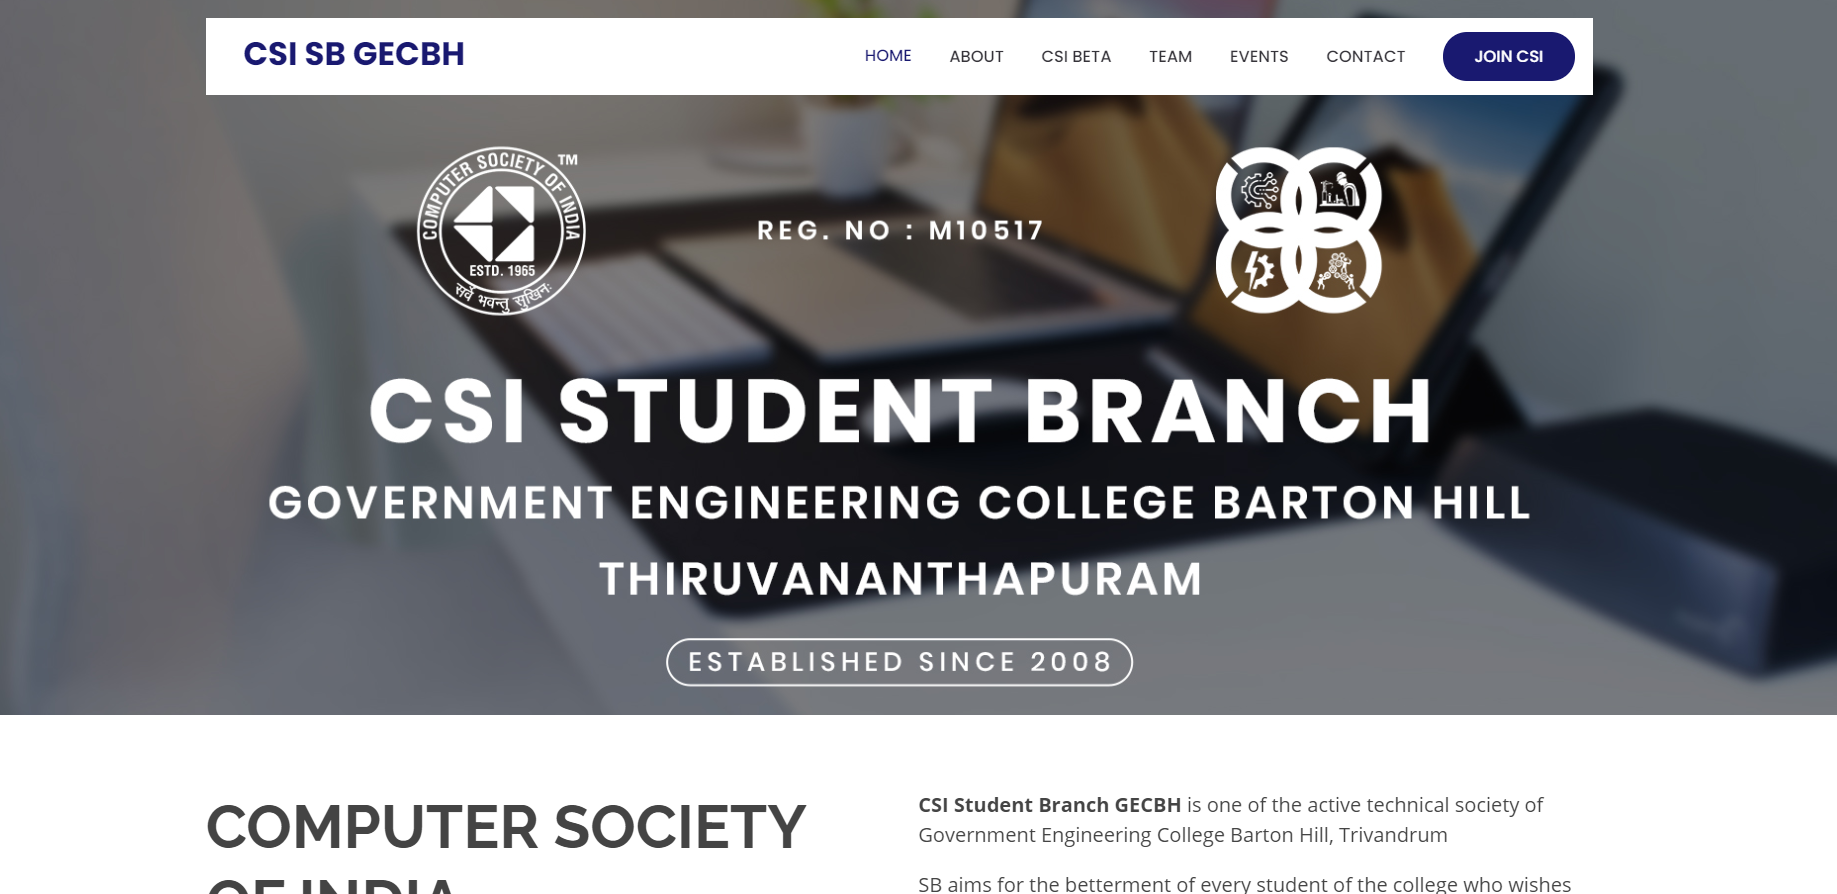 CSI SB GECBH
HOME ABOUT CSI BETA TEAM EVENTS CONTACT JOIN CSI
COMPUTER SOCIETY OF INDIA
TM
ESTD. 1965
सर्वे भवन्तु सुखिनः
REG. NO : M10517
CSI STUDENT BRANCH
GOVERNMENT ENGINEERING COLLEGE BARTON HILL
THIRUVANANTHAPURAM
ESTABLISHED SINCE 2008
COMPUTER SOCIETY
OF INDIA
CSI Student Branch GECBH is one of the active technical society of
Government Engineering College Barton Hill, Trivandrum
SB aims for the betterment of every student of the college who wishes